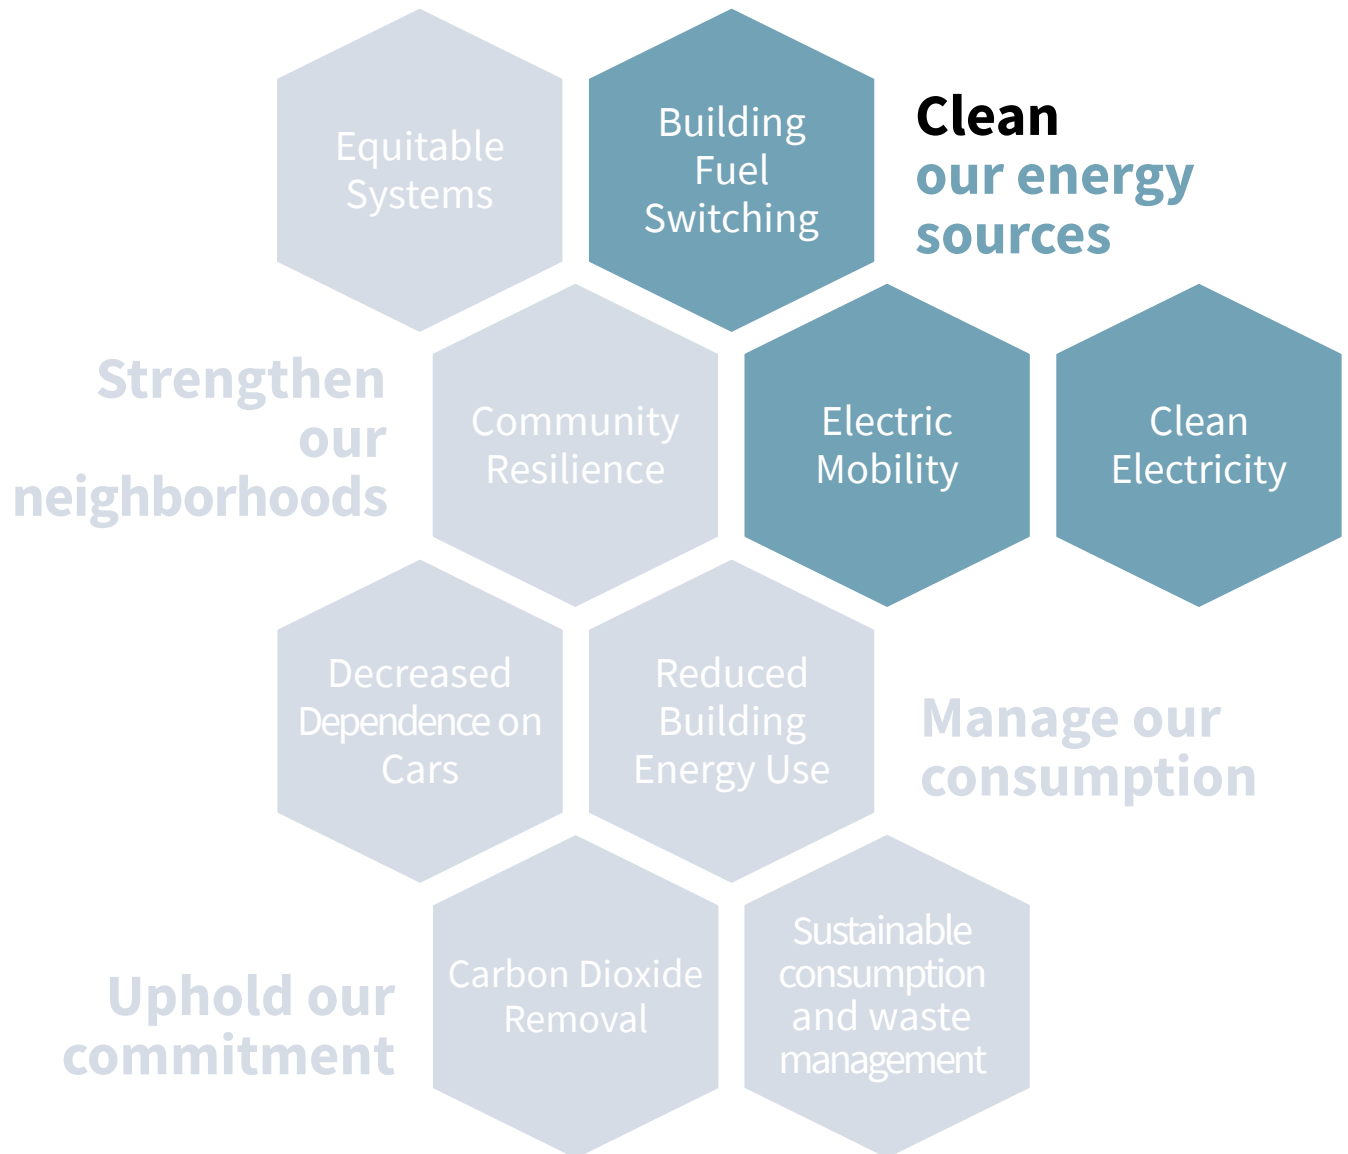 Equitable
Systems
Building
Fuel
Switching
Clean
our energy
sources
Strengthen
our
neighborhoods
Community
Resilience
Electric
Mobility
Clean
Electricity
Decreased
Dependence on
Cars
Reduced
Building
Energy Use
Manage our
consumption
Uphold our
commitment
Carbon Dioxide
Removal
Sustainable
consumption
and waste
management